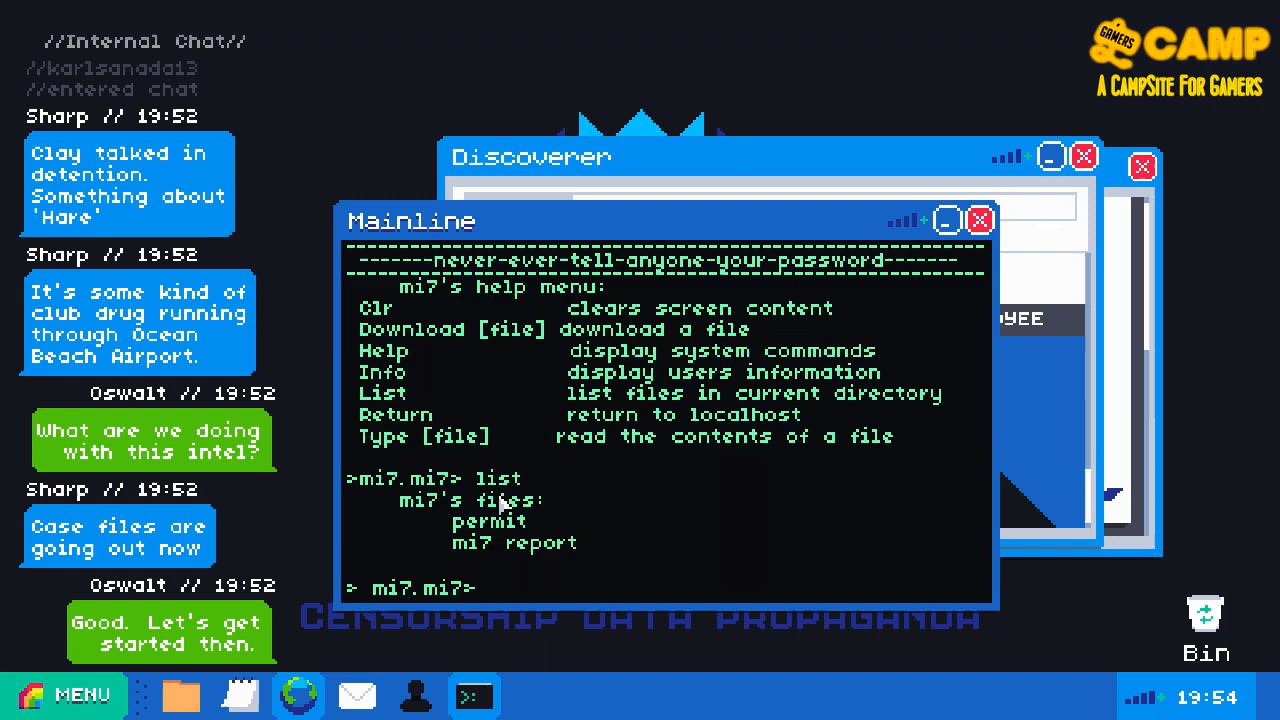 //Internal Chat//
//karlsanadai3
//entered chat
Sharp // 19:52
Clay talked in
detention.
Something about
'Hare'
Sharp // 19:52
It's some kind of
club drug running
through Ocean
Beach Airport.
Oswalt // 19:52
What are we doing
with this intel?
Sharp // 19:52
Case files are
going out now
Oswalt // 19:52
Good. Let's get
started then.
GAMERS CAMP
A CAMPSITE FOR GAMERS
Discoverer
Mainline
-------never-ever-tell-anyone-your-password-------
mi7's help menu:
Clr clears screen content
Download [file] download a file
Help display system commands
Info display users information
List list files in current directory
Return return to localhost
Type [file] read the contents of a file
>mi7.mi7> list
mi7's files:
permit
mi7 report
> mi7.mi7>
OYEE
CENSORSHIP DATA PROPAGANDA
Bin
MENU
19:54